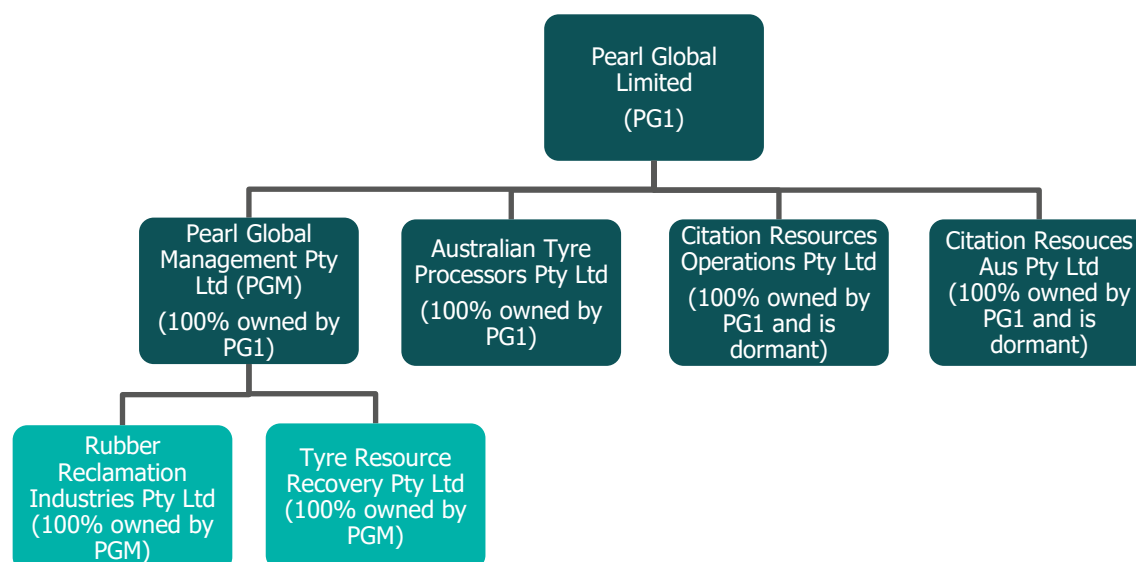 Pearl Global
Limited
(PG1)
Pearl Global
Management Pty
Ltd (PGM)
(100% owned by
PG1)
Australian Tyre
Processors Pty Ltd
(100% owned by
PG1)
Citation Resources
Operations Pty Ltd
(100% owned by
PG1 and is
dormant)
Citation Resouces
Aus Pty Ltd
(100% owned by
PG1 and is
dormant)
Rubber
Reclamation
Industries Pty Ltd
(100% owned by
PGM)
Tyre Resource
Recovery Pty Ltd
(100% owned by
PGM)